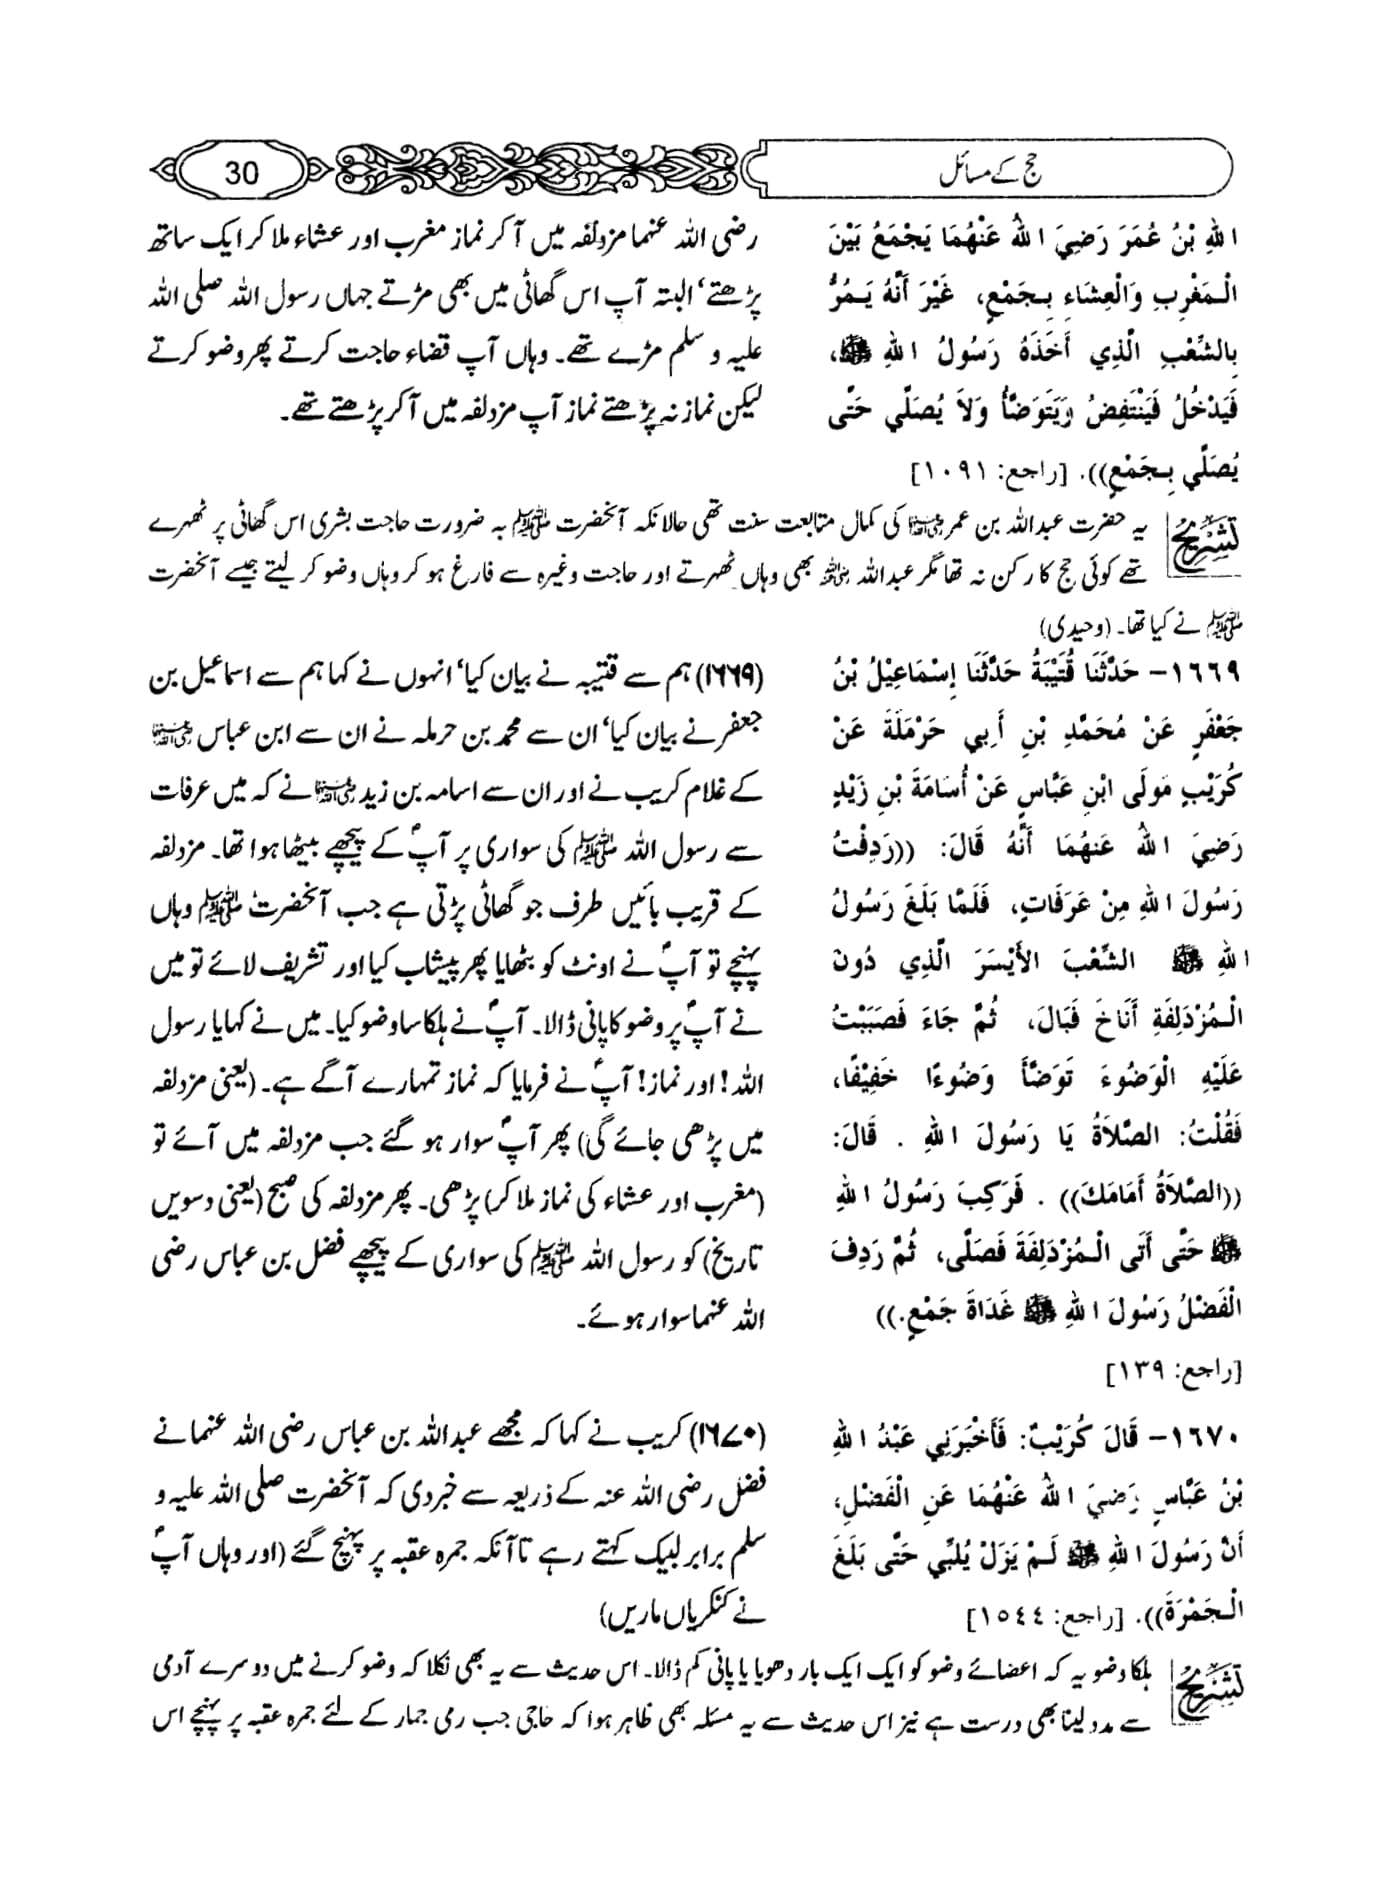 حج کے مسائل
30
اللهِ بْنُ عُمَرَ رَضِيَ اللهُ عَنْهُمَا يَجْمَعُ بَيْنَ
الْمَغْرِبِ وَالْعِشَاءِ بِجَمْعٍ، غَيْرَ أَنَّهُ يَمُرُّ
بِالشِّعْبِ الَّذِي أَخَذَهُ رَسُولُ اللهِ ﷺ،
فَيَدْخُلُ فَيَنْتَفِضُ وَيَتَوَضَّأُ وَلاَ يُصَلِّي حَتَّى
يُصَلِّيَ بِجَمْعٍ)). [راجع: ١٠٩١]
رضی اللہ عنہما مزدلفہ میں آکر نماز مغرب اور عشاء ملا کر ایک ساتھ
پڑھتے‘ البتہ آپ اس گھاٹی میں بھی مڑتے جہاں رسول اللہ صلی اللہ
علیہ و سلم مڑے تھے۔ وہاں آپ قضاء حاجت کرتے پھر وضو کرتے
لیکن نماز نہ پڑھتے نماز آپ مزدلفہ میں آکر پڑھتے تھے۔
تشریح
یہ حضرت عبداللہ بن عمر رضی اللہ عنہما کی کمال متابعت سنت تھی حالانکہ آنحضرت ﷺ بہ ضرورت حاجت بشری اس گھاٹی پر ٹھہرے
تھے کوئی حج کا رکن نہ تھا مگر عبداللہ رضی اللہ عنہ بھی وہاں ٹھہرتے اور حاجت وغیرہ سے فارغ ہو کر وہاں وضو کر لیتے جیسے آنحضرت
ﷺ نے کیا تھا۔ (وحیدی)
١٦٦٩- حَدَّثَنَا قُتَيْبَةُ حَدَّثَنَا إِسْمَاعِيْلُ بْنُ
جَعْفَرٍ عَنْ مُحَمَّدِ بْنِ أَبِي حَرْمَلَةَ عَنْ
كُرَيْبٍ مَولَى ابْنِ عَبَّاسٍ عَنْ أُسَامَةَ بْنِ زَيْدٍ
رَضِيَ اللهُ عَنهُمَا أَنَّهُ قَالَ: ((رَدِفْتُ
رَسُولَ اللهِ مِنْ عَرَفَاتٍ، فَلَمَّا بَلَغَ رَسُولُ
اللهِ ﷺ الشِّعْبَ الأَيْسَرَ الَّذِي دُونَ
الْمُزْدَلِفَةِ أَنَاخَ فَبَالَ، ثُمَّ جَاءَ فَصَبَبْتُ
عَلَيْهِ الْوَضُوءَ تَوَضَّأَ وَضُوءًا خَفِيْفًا،
فَقُلْتُ: الصَّلاَةُ يَا رَسُولَ اللهِ . قَالَ:
((الصَّلاَةُ أَمَامَكَ)) . فَرَكِبَ رَسُولُ اللهِ
ﷺ حَتَّى أَتَى الْمُزْدَلِفَةَ فَصَلَّى، ثُمَّ رَدِفَ
الْفَضْلُ رَسُولَ اللهِ ﷺ غَدَاةَ جَمْعٍ.))
[راجع: ١٣٩]
(۱۶۶۹) ہم سے قتیبہ نے بیان کیا‘ انہوں نے کہا ہم سے اسماعیل بن
جعفر نے بیان کیا‘ ان سے محمد بن حرملہ نے ان سے ابن عباس رضی اللہ عنہما
کے غلام کریب نے اور ان سے اسامہ بن زید رضی اللہ عنہما نے کہ میں عرفات
سے رسول اللہ ﷺ کی سواری پر آپؐ کے پیچھے بیٹھا ہوا تھا۔ مزدلفہ
کے قریب بائیں طرف جو گھاٹی پڑتی ہے جب آنحضرت ﷺ وہاں
پہنچے تو آپؐ نے اونٹ کو بٹھایا پھر پیشاب کیا اور تشریف لائے تو میں
نے آپؐ پر وضو کا پانی ڈالا۔ آپؐ نے ہلکا سا وضو کیا۔ میں نے کہا یا رسول
اللہ! اور نماز! آپؐ نے فرمایا کہ نماز تمہارے آگے ہے۔ (یعنی مزدلفہ
میں پڑھی جائے گی) پھر آپؐ سوار ہو گئے جب مزدلفہ میں آئے تو
(مغرب اور عشاء کی نماز ملا کر) پڑھی۔ پھر مزدلفہ کی صبح (یعنی دسویں
تاریخ) کو رسول اللہ ﷺ کی سواری کے پیچھے فضل بن عباس رضی
اللہ عنہما سوار ہوئے۔
١٦٧٠- قَالَ كُرَيْبٌ: فَأَخْبَرَنِي عَبْدُ اللهِ
بْنُ عَبَّاسٍ رَضِيَ اللهُ عَنْهُمَا عَنِ الْفَضْلِ،
أَنَّ رَسُولَ اللهِ ﷺ لَمْ يَزَلْ يُلَبِّي حَتَّى بَلَغَ
الْجَمْرَةَ)). [راجع: ١٥٤٤]
(۱۶۷۰) کریب نے کہا کہ مجھے عبداللہ بن عباس رضی اللہ عنہما نے
فضل رضی اللہ عنہ کے ذریعہ سے خبر دی کہ آنحضرت صلی اللہ علیہ و
سلم برابر لبیک کہتے رہے تاآنکہ جمرہ عقبہ پر پہنچ گئے (اور وہاں آپؐ
نے کنکریاں ماریں)
تشریح
ہلکا وضو یہ کہ اعضائے وضو کو ایک ایک بار دھویا یا پانی کم ڈالا۔ اس حدیث سے یہ بھی نکلا کہ وضو کرنے میں دوسرے آدمی
سے مدد لینا بھی درست ہے نیز اس حدیث سے یہ مسئلہ بھی ظاہر ہوا کہ حاجی جب رمی جمار کے لئے جمرہ عقبہ پر پہنچے اس